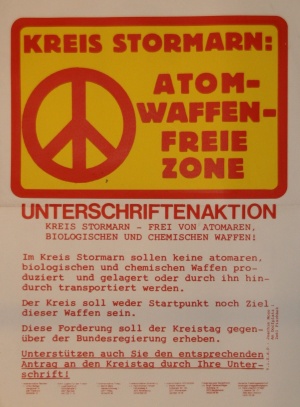 KREIS STORMARN:
ATOM-
WAFFEN-
FREIE
ZONE
UNTERSCHRIFTENAKTION
KREIS STORMARN - FREI VON ATOMAREN,
BIOLOGISCHEN UND CHEMISCHEN WAFFEN!
Im Kreis Stormarn sollen keine atomaren,
biologischen und chemischen Waffen pro-
duziert und gelagert oder durch ihn hin-
durch transportiert werden.
Der Kreis soll weder Startpunkt noch Ziel
dieser Waffen sein.
Diese Forderung soll der Kreistag gegen-
über der Bundesregierung erheben.
Unterstützen auch Sie den entsprechenden
Antrag an den Kreistag durch Ihre Unter-
schrift!